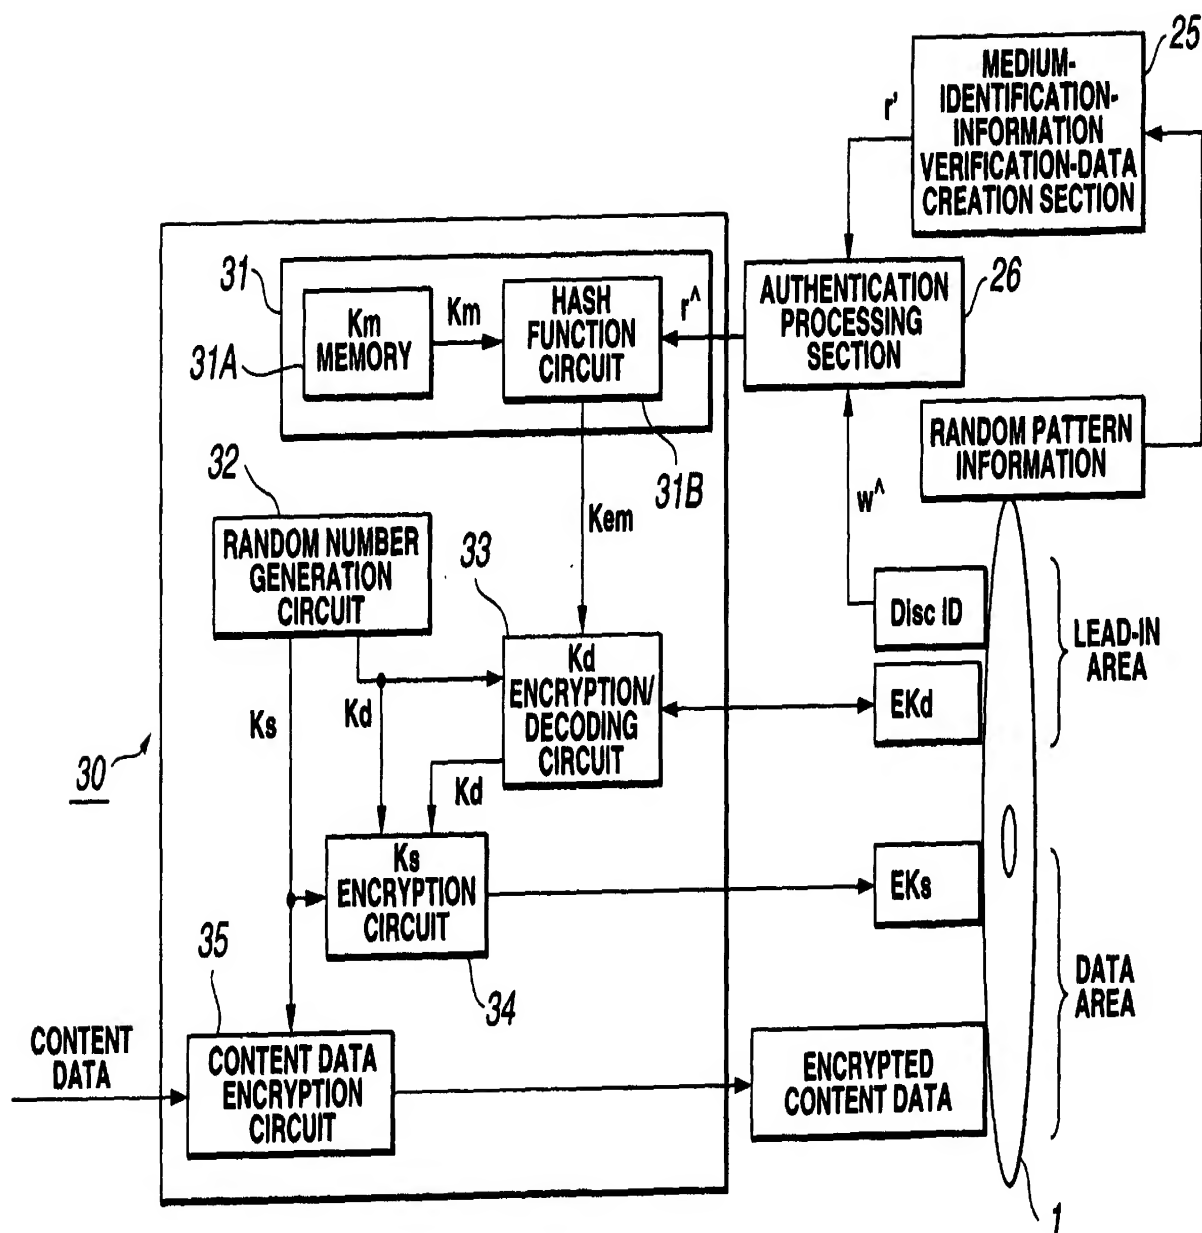 25
MEDIUM-
IDENTIFICATION-
INFORMATION
VERIFICATION-DATA
CREATION SECTION
r'
31
Km
MEMORY
Km
HASH
FUNCTION
CIRCUIT
r^
AUTHENTICATION
PROCESSING
SECTION
26
31A
31B
RANDOM PATTERN
INFORMATION
32
Kem
w^
RANDOM NUMBER
GENERATION
CIRCUIT
33
Disc ID
LEAD-IN
AREA
Kd
ENCRYPTION/
DECODING
CIRCUIT
EKd
Ks
Kd
Kd
30
Ks
ENCRYPTION
CIRCUIT
EKs
34
35
DATA
AREA
CONTENT
DATA
CONTENT DATA
ENCRYPTION
CIRCUIT
ENCRYPTED
CONTENT DATA
1